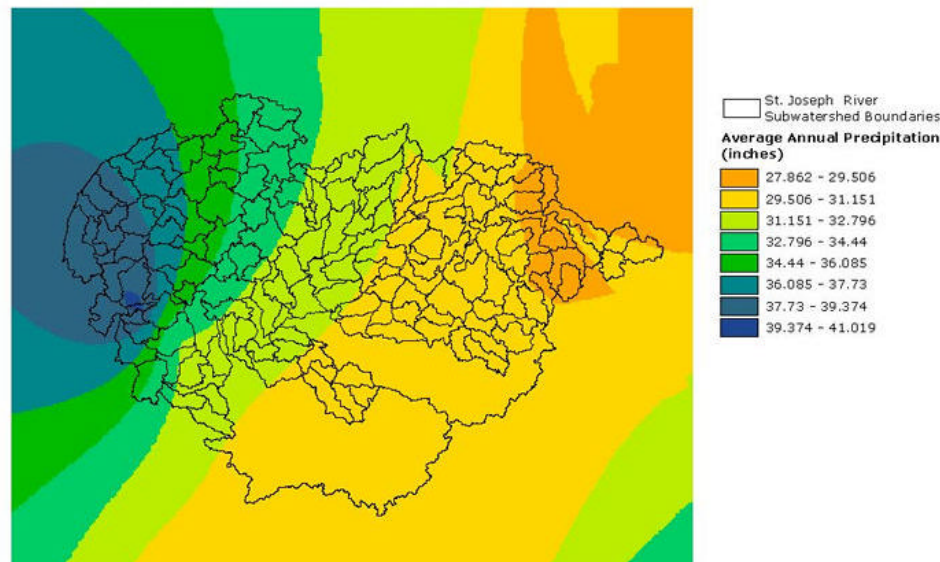 St. Joseph River
Subwatershed Boundaries
Average Annual Precipitation
(inches)
27.862 - 29.506
29.506 - 31.151
31.151 - 32.796
32.796 - 34.44
34.44 - 36.085
36.085 - 37.73
37.73 - 39.374
39.374 - 41.019